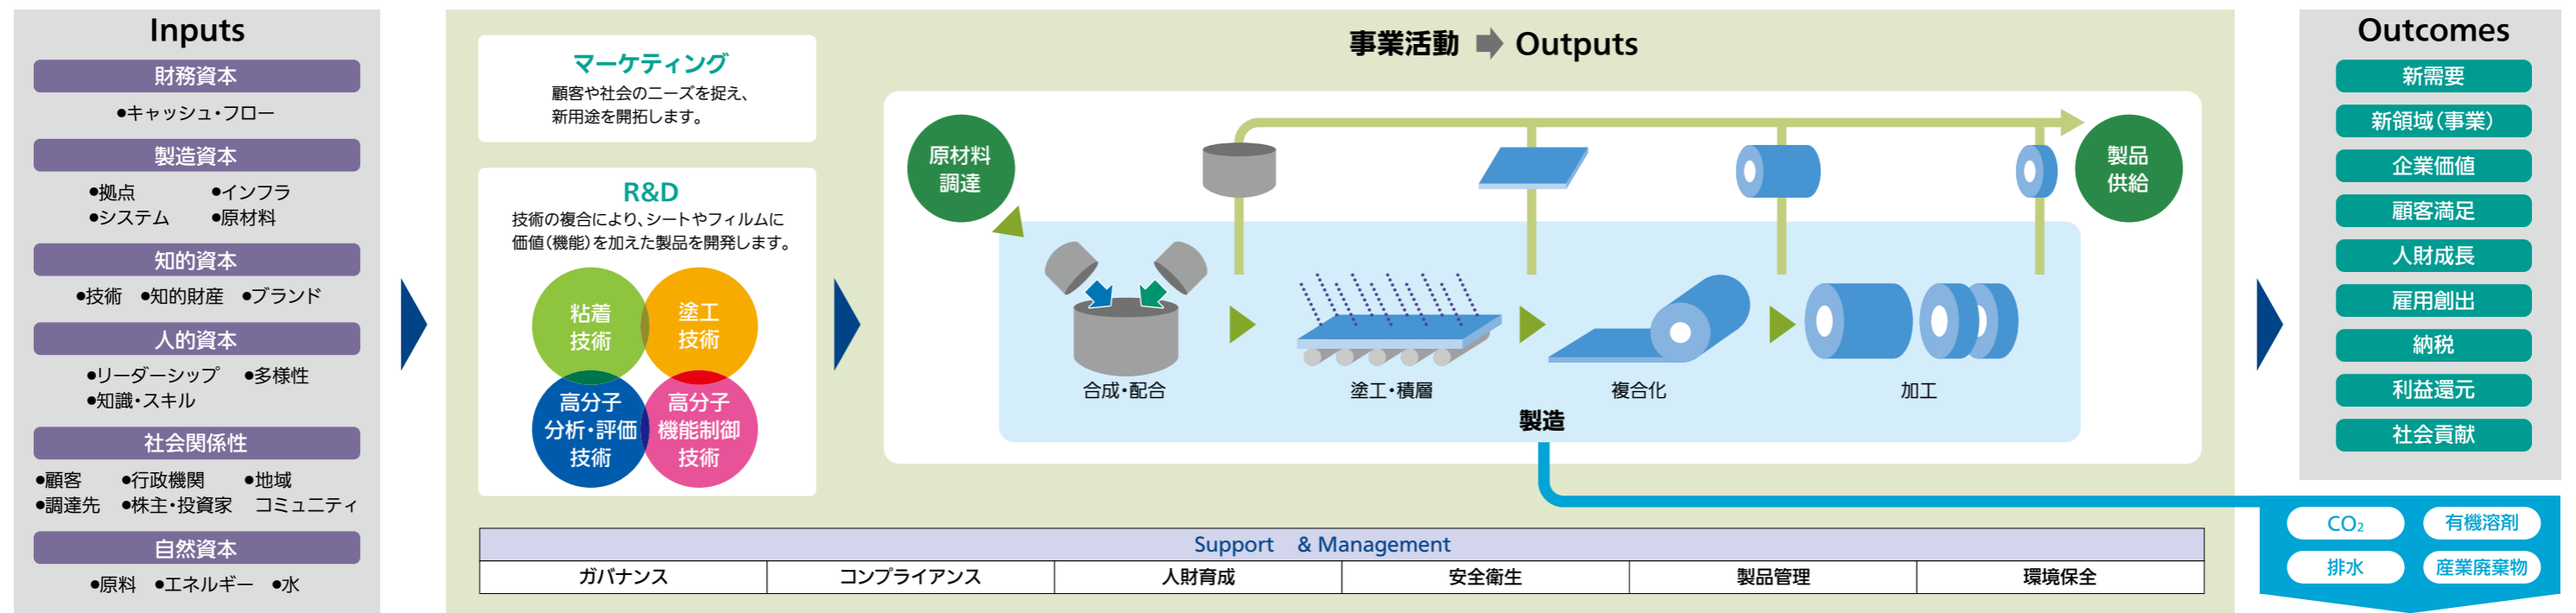 Inputs
財務資本
●キャッシュ・フロー
製造資本
●拠点 ●インフラ
●システム ●原材料
知的資本
●技術 ●知的財産 ●ブランド
人的資本
●リーダーシップ ●多様性
●知識・スキル
社会関係性
●顧客 ●行政機関 ●地域
●調達先 ●株主・投資家 コミュニティ
自然資本
●原料 ●エネルギー ●水
マーケティング
顧客や社会のニーズを捉え、
新用途を開拓します。
R&D
技術の複合により、シートやフィルムに
価値（機能）を加えた製品を開発します。
粘着
技術
塗工
技術
高分子
分析・評価
技術
高分子
機能制御
技術
事業活動 ➡ Outputs
原材料
調達
製品
供給
合成・配合
塗工・積層
複合化
加工
製造
Support & Management
ガバナンス
コンプライアンス
人財育成
安全衛生
製品管理
環境保全
Outcomes
新需要
新領域（事業）
企業価値
顧客満足
人財成長
雇用創出
納税
利益還元
社会貢献
CO₂
有機溶剤
排水
産業廃棄物